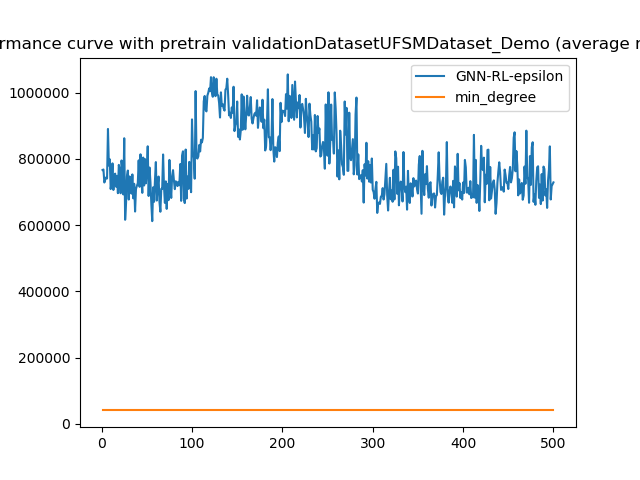 rmance curve with pretrain validationDatasetUFSMDataset_Demo (average
GNN-RL-epsilon
min_degree
1000000
800000
600000
400000
200000
0
0 100 200 300 400 500